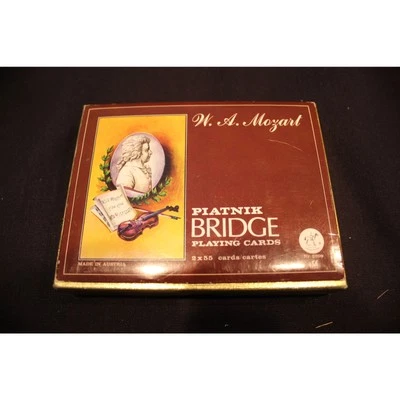 W. A. Mozart
PIATNIK
BRIDGE
PLAYING CARDS
2 x 55 cards cartes
MADE IN AUSTRIA